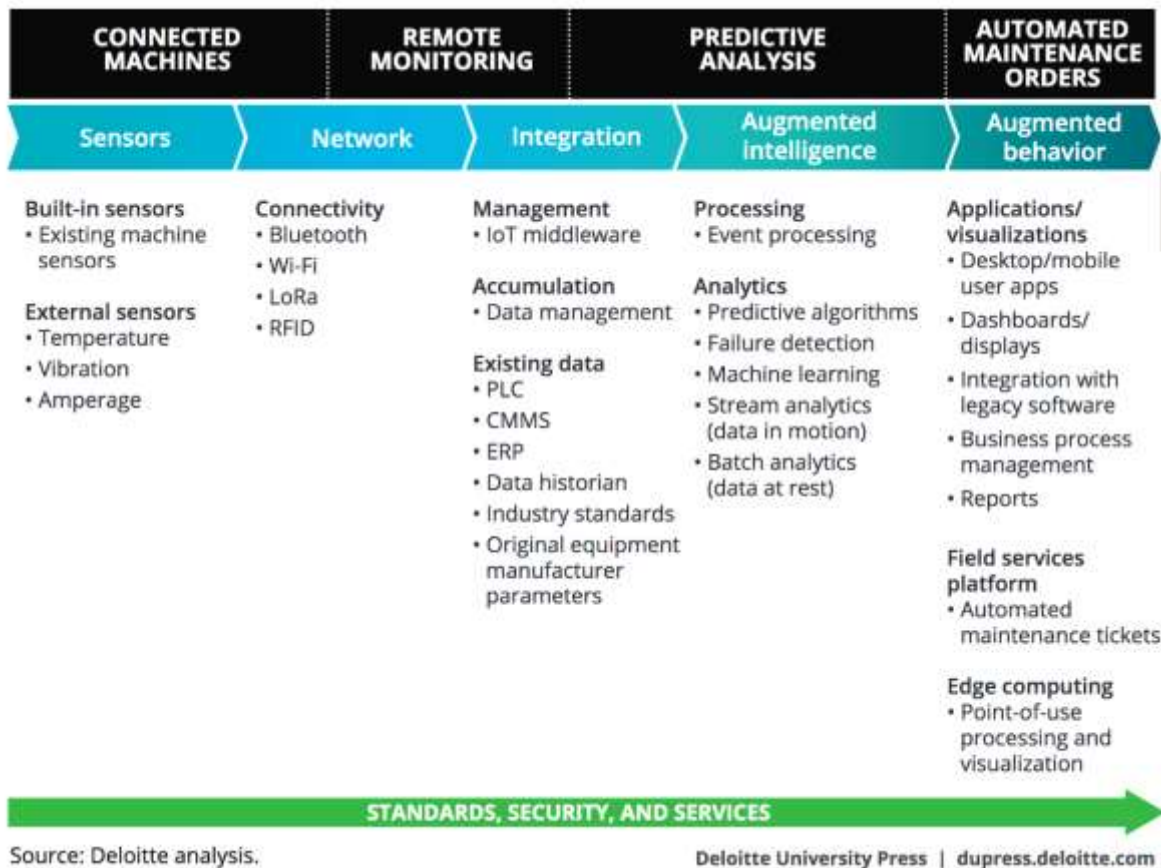 CONNECTED
MACHINES
REMOTE
MONITORING
PREDICTIVE
ANALYSIS
AUTOMATED
MAINTENANCE
ORDERS
Sensors
Network
Integration
Augmented
intelligence
Augmented
behavior
Built-in sensors
• Existing machine
sensors
External sensors
• Temperature
• Vibration
• Amperage
Connectivity
• Bluetooth
• Wi-Fi
• LoRa
• RFID
Management
• IoT middleware
Accumulation
• Data management
Existing data
• PLC
• CMMS
• ERP
• Data historian
• Industry standards
• Original equipment
manufacturer
parameters
Processing
• Event processing
Analytics
• Predictive algorithms
• Failure detection
• Machine learning
• Stream analytics
(data in motion)
• Batch analytics
(data at rest)
Applications/
visualizations
• Desktop/mobile
user apps
• Dashboards/
displays
• Integration with
legacy software
• Business process
management
• Reports
Field services
platform
• Automated
maintenance tickets
Edge computing
• Point-of-use
processing and
visualization
STANDARDS, SECURITY, AND SERVICES
Source: Deloitte analysis.
Deloitte University Press | dupress.deloitte.com